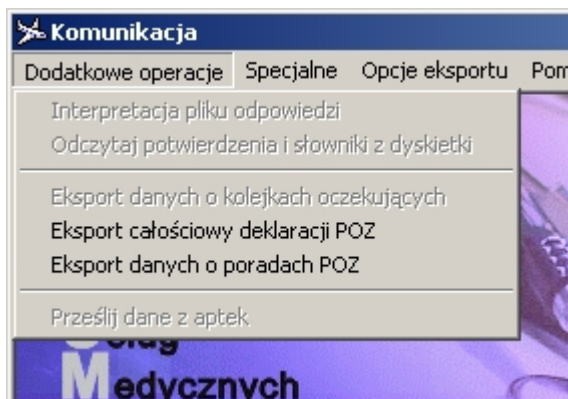 Komunikacja
Dodatkowe operacje Specjalne Opcje eksportu Pom
Interpretacja pliku odpowiedzi
Odczytaj potwierdzenia i słowniki z dyskietki
Eksport danych o kolejkach oczekujących
Eksport całościowy deklaracji POZ
Eksport danych o poradach POZ
Prześlij dane z aptek
Medycznych